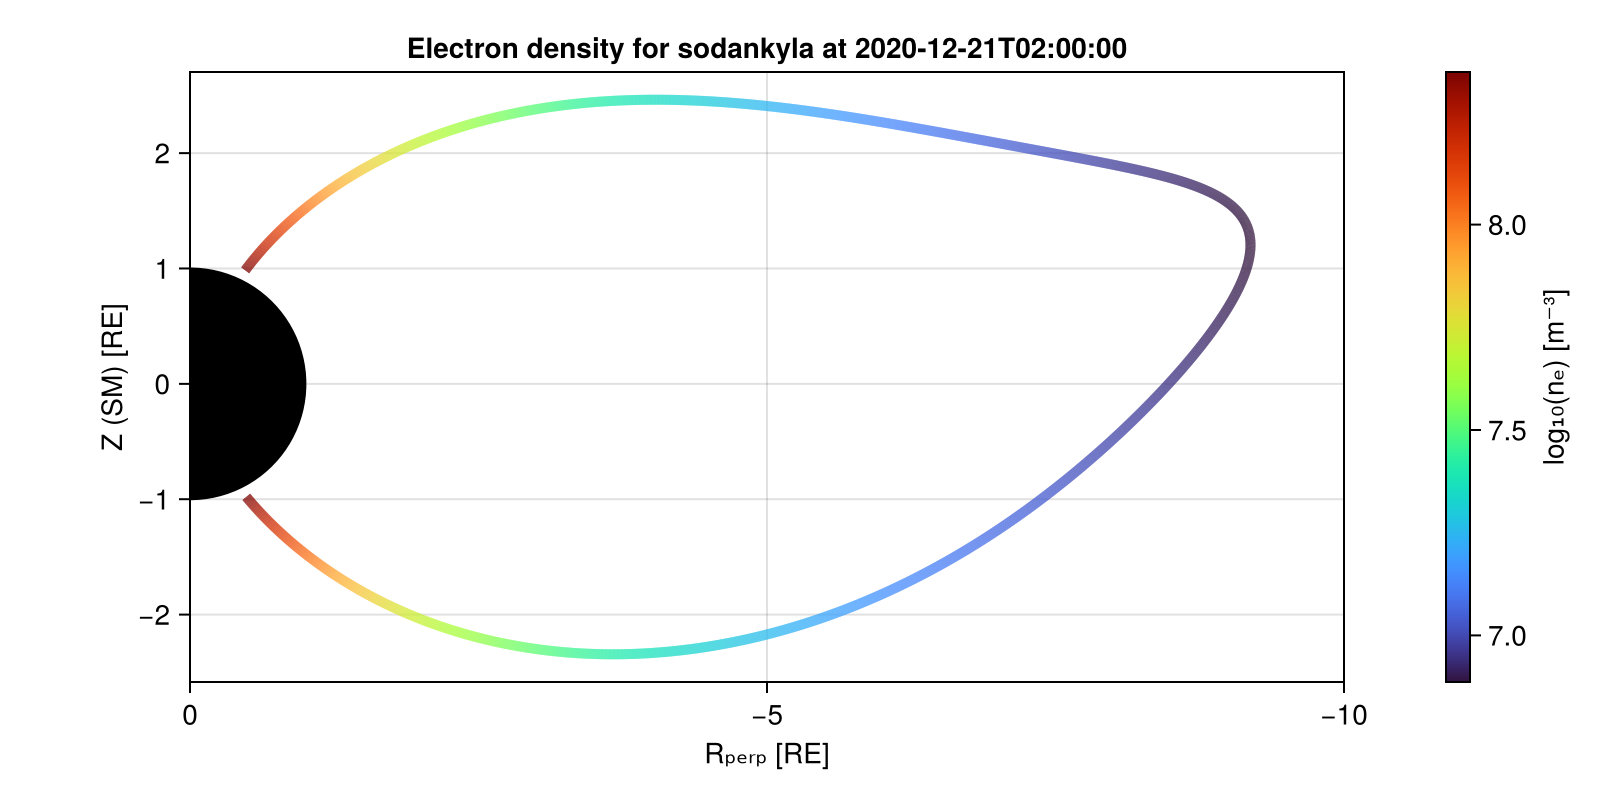 Electron density for sodankyla at 2020-12-21T02:00:00
2
1
0
−1
−2
Z (SM) [RE]
0
−5
−10
Rₚₑᵣₚ [RE]
8.0
7.5
7.0
log₁₀(nₑ) [m⁻³]